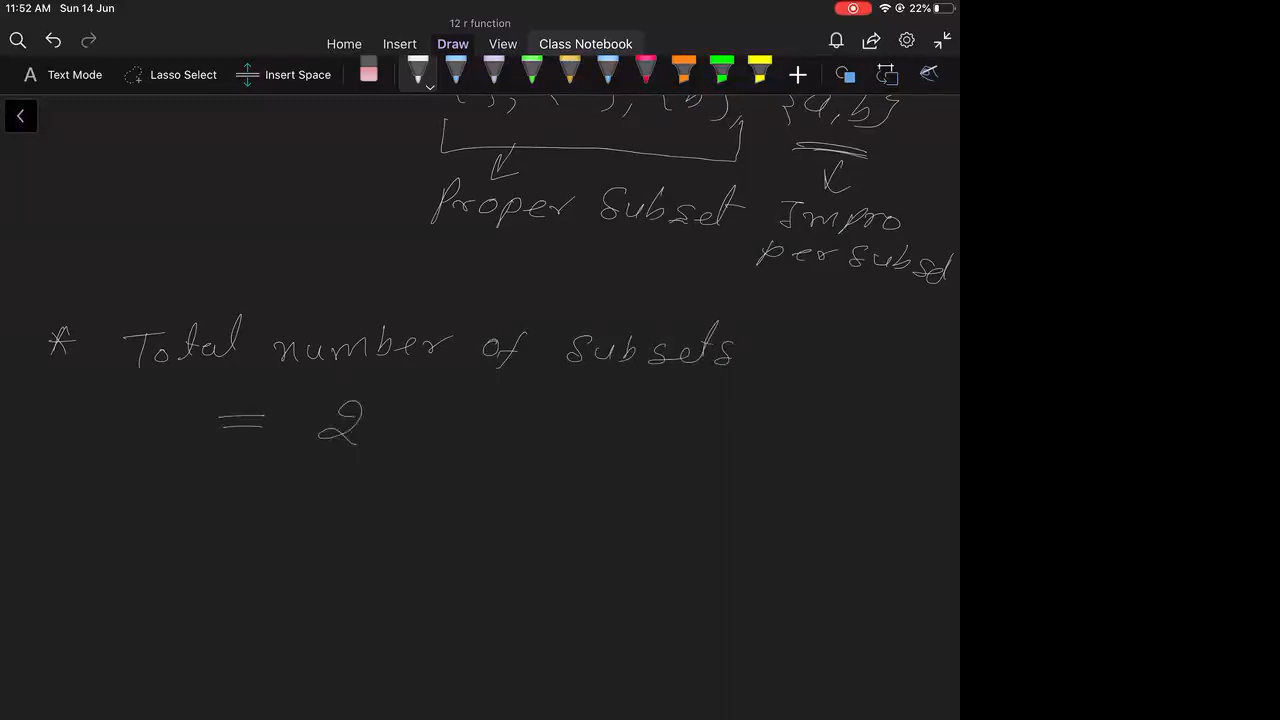 11:52 AM Sun 14 Jun
22%
12 r function
Home Insert Draw View Class Notebook
A Text Mode Lasso Select Insert Space
{b}, {a,b}
Proper Subset
Impro
per subset
* Total number of subsets
= 2